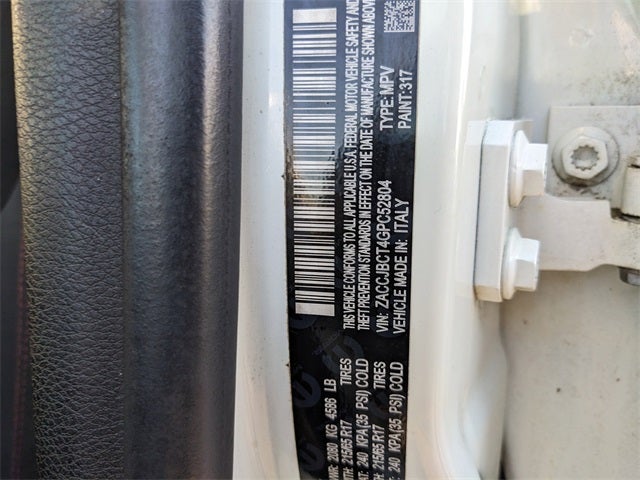 THIS VEHICLE CONFORMS TO ALL APPLICABLE U.S.A. FEDERAL MOTOR VEHICLE SAFETY AND
THEFT PREVENTION STANDARDS IN EFFECT ON THE DATE OF MANUFACTURE SHOWN ABOVE
VIN: ZACCJBCT4GPC52804 TYPE: MPV
VEHICLE MADE IN: ITALY PAINT: 317
2080 KG 4586 LB
215/65 R17 TIRES
240 KPA(35 PSI) COLD
215/65 R17 TIRES
240 KPA(35 PSI) COLD